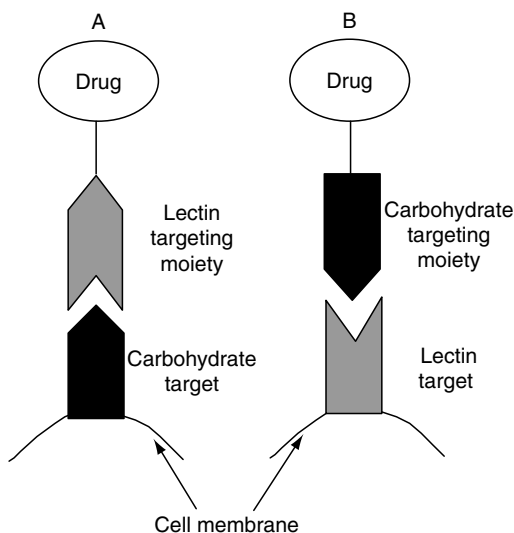 A
B
Drug
Drug
Lectin
targeting
moiety
Carbohydrate
targeting
moiety
Carbohydrate
target
Lectin
target
Cell membrane